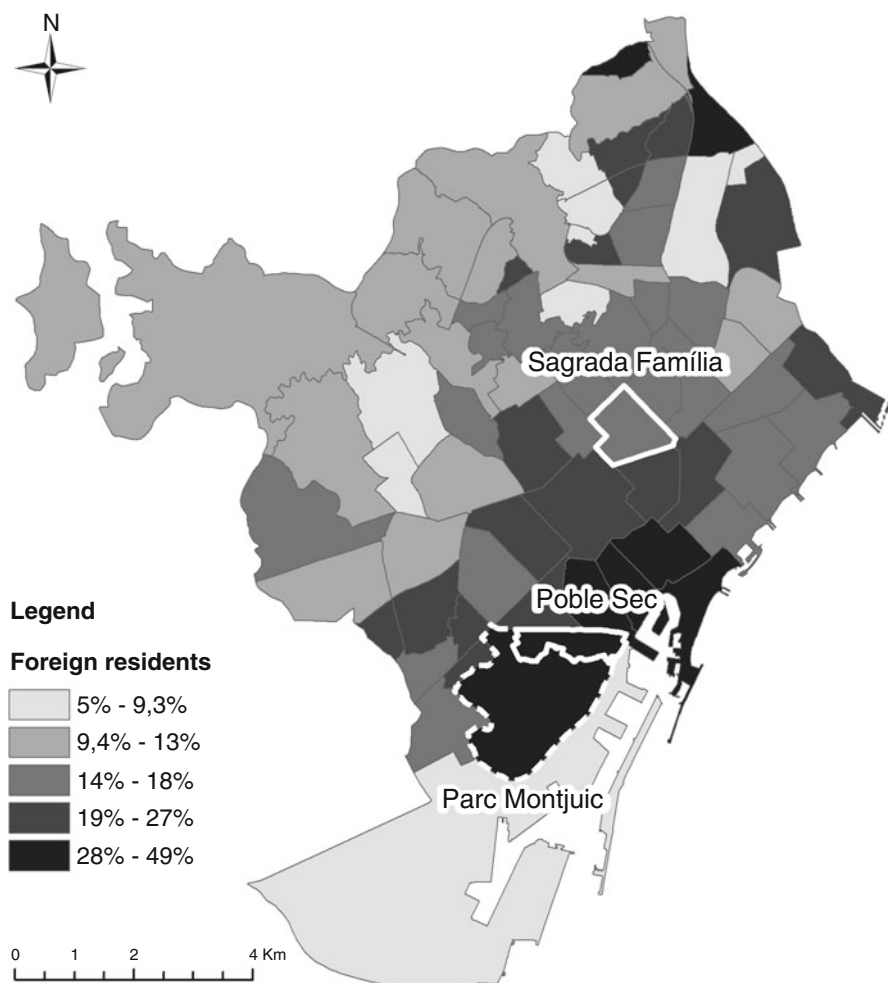 N
Sagrada Família
Poble Sec
Parc Montjuic
Legend
Foreign residents
5% - 9,3%
9,4% - 13%
14% - 18%
19% - 27%
28% - 49%
0 1 2 4 Km